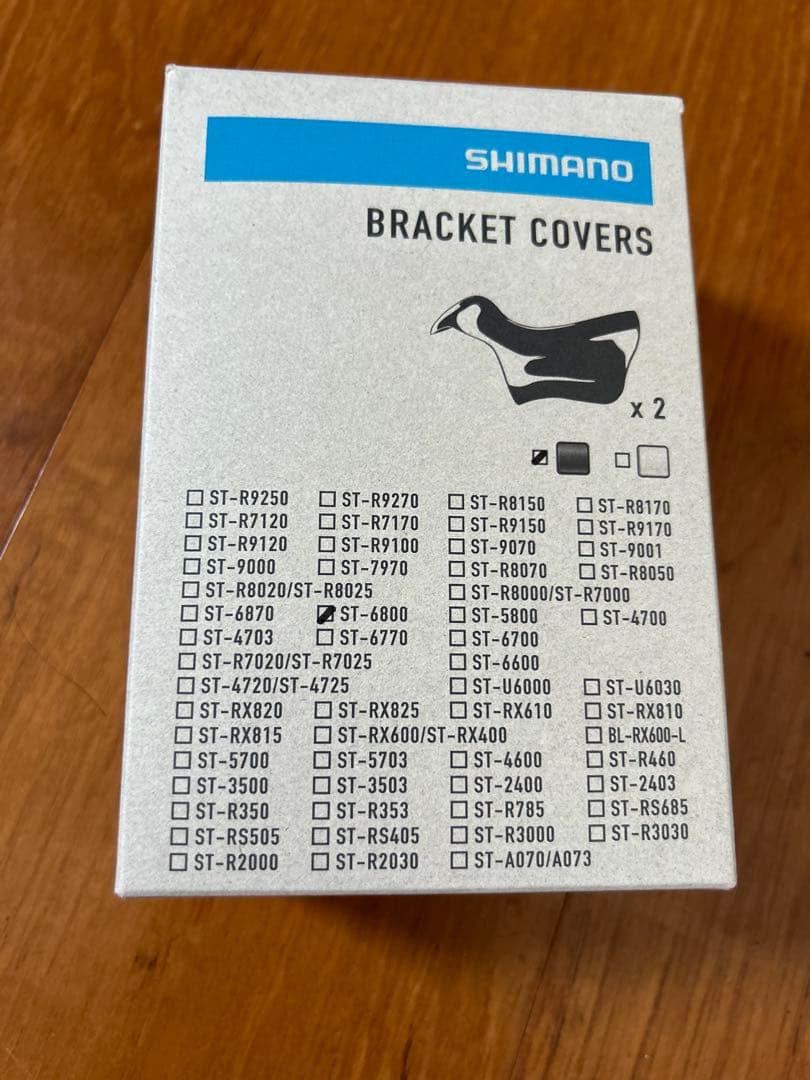 SHIMANO
BRACKET COVERS
x 2
ST-R9250 ST-R9270 ST-R8150 ST-R8170
ST-R7120 ST-R7170 ST-R9150 ST-R9170
ST-R9120 ST-R9100 ST-9070 ST-9001
ST-9000 ST-7970 ST-R8070 ST-R8050
ST-R8020/ST-R8025 ST-R8000/ST-R7000
ST-6870 ST-6800 ST-5800 ST-4700
ST-4703 ST-6770 ST-6700
ST-R7020/ST-R7025 ST-6600
ST-4720/ST-4725 ST-U6000 ST-U6030
ST-RX820 ST-RX825 ST-RX610 ST-RX810
ST-RX815 ST-RX600/ST-RX400 BL-RX600-L
ST-5700 ST-5703 ST-4600 ST-R460
ST-3500 ST-3503 ST-2400 ST-2403
ST-R350 ST-R353 ST-R785 ST-RS685
ST-RS505 ST-RS405 ST-R3000 ST-R3030
ST-R2000 ST-R2030 ST-A070/A073